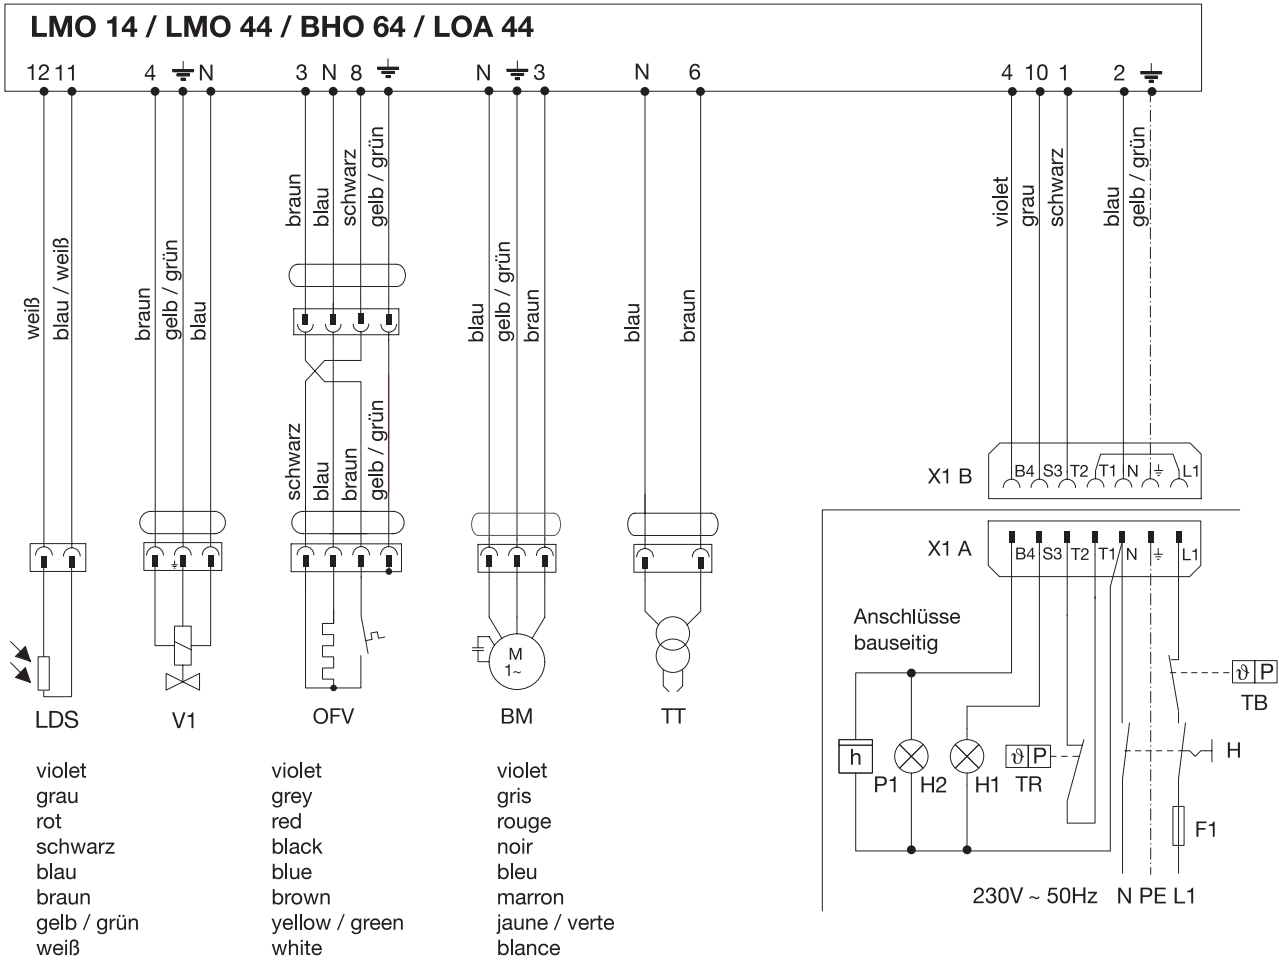 LMO 14 / LMO 44 / BHO 64 / LOA 44
12 11 4 N 3 N 8 N 3 N 6 4 10 1 2
weiß
blau / weiß
braun
gelb / grün
blau
braun
blau
schwarz
gelb / grün
schwarz
blau
braun
gelb / grün
blau
gelb / grün
braun
blau
braun
violet
grau
schwarz
blau
gelb / grün
X1 B B4 S3 T2 T1 N L1
X1 A B4 S3 T2 T1 N L1
Anschlüsse
bauseitig
M
1~
ϑ P
TB
LDS V1 OFV BM TT
h
P1 H2 H1
ϑ P
TR
H
F1
230V ~ 50Hz N PE L1
violet violet violet
grau grey gris
rot red rouge
schwarz black noir
blau blue bleu
braun brown marron
gelb / grün yellow / green jaune / verte
weiß white blance